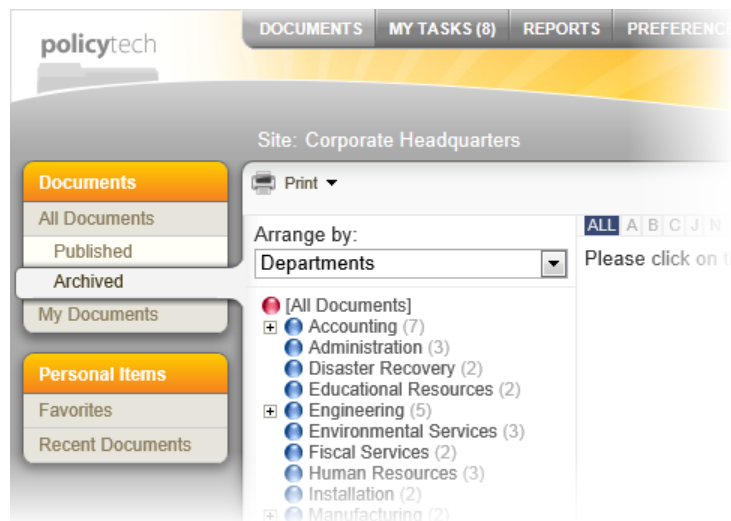 policytech
DOCUMENTS MY TASKS (8) REPORTS
Site: Corporate Headquarters
Documents
All Documents
Published
Archived
My Documents
Personal Items
Favorites
Recent Documents
Print
Arrange by:
Departments
[All Documents]
Accounting (7)
Administration (3)
Disaster Recovery (2)
Educational Resources (2)
Engineering (5)
Environmental Services (3)
Fiscal Services (2)
Human Resources (3)
Installation (2)
Manufacturing (2)
ALL A B C J N
Please click on